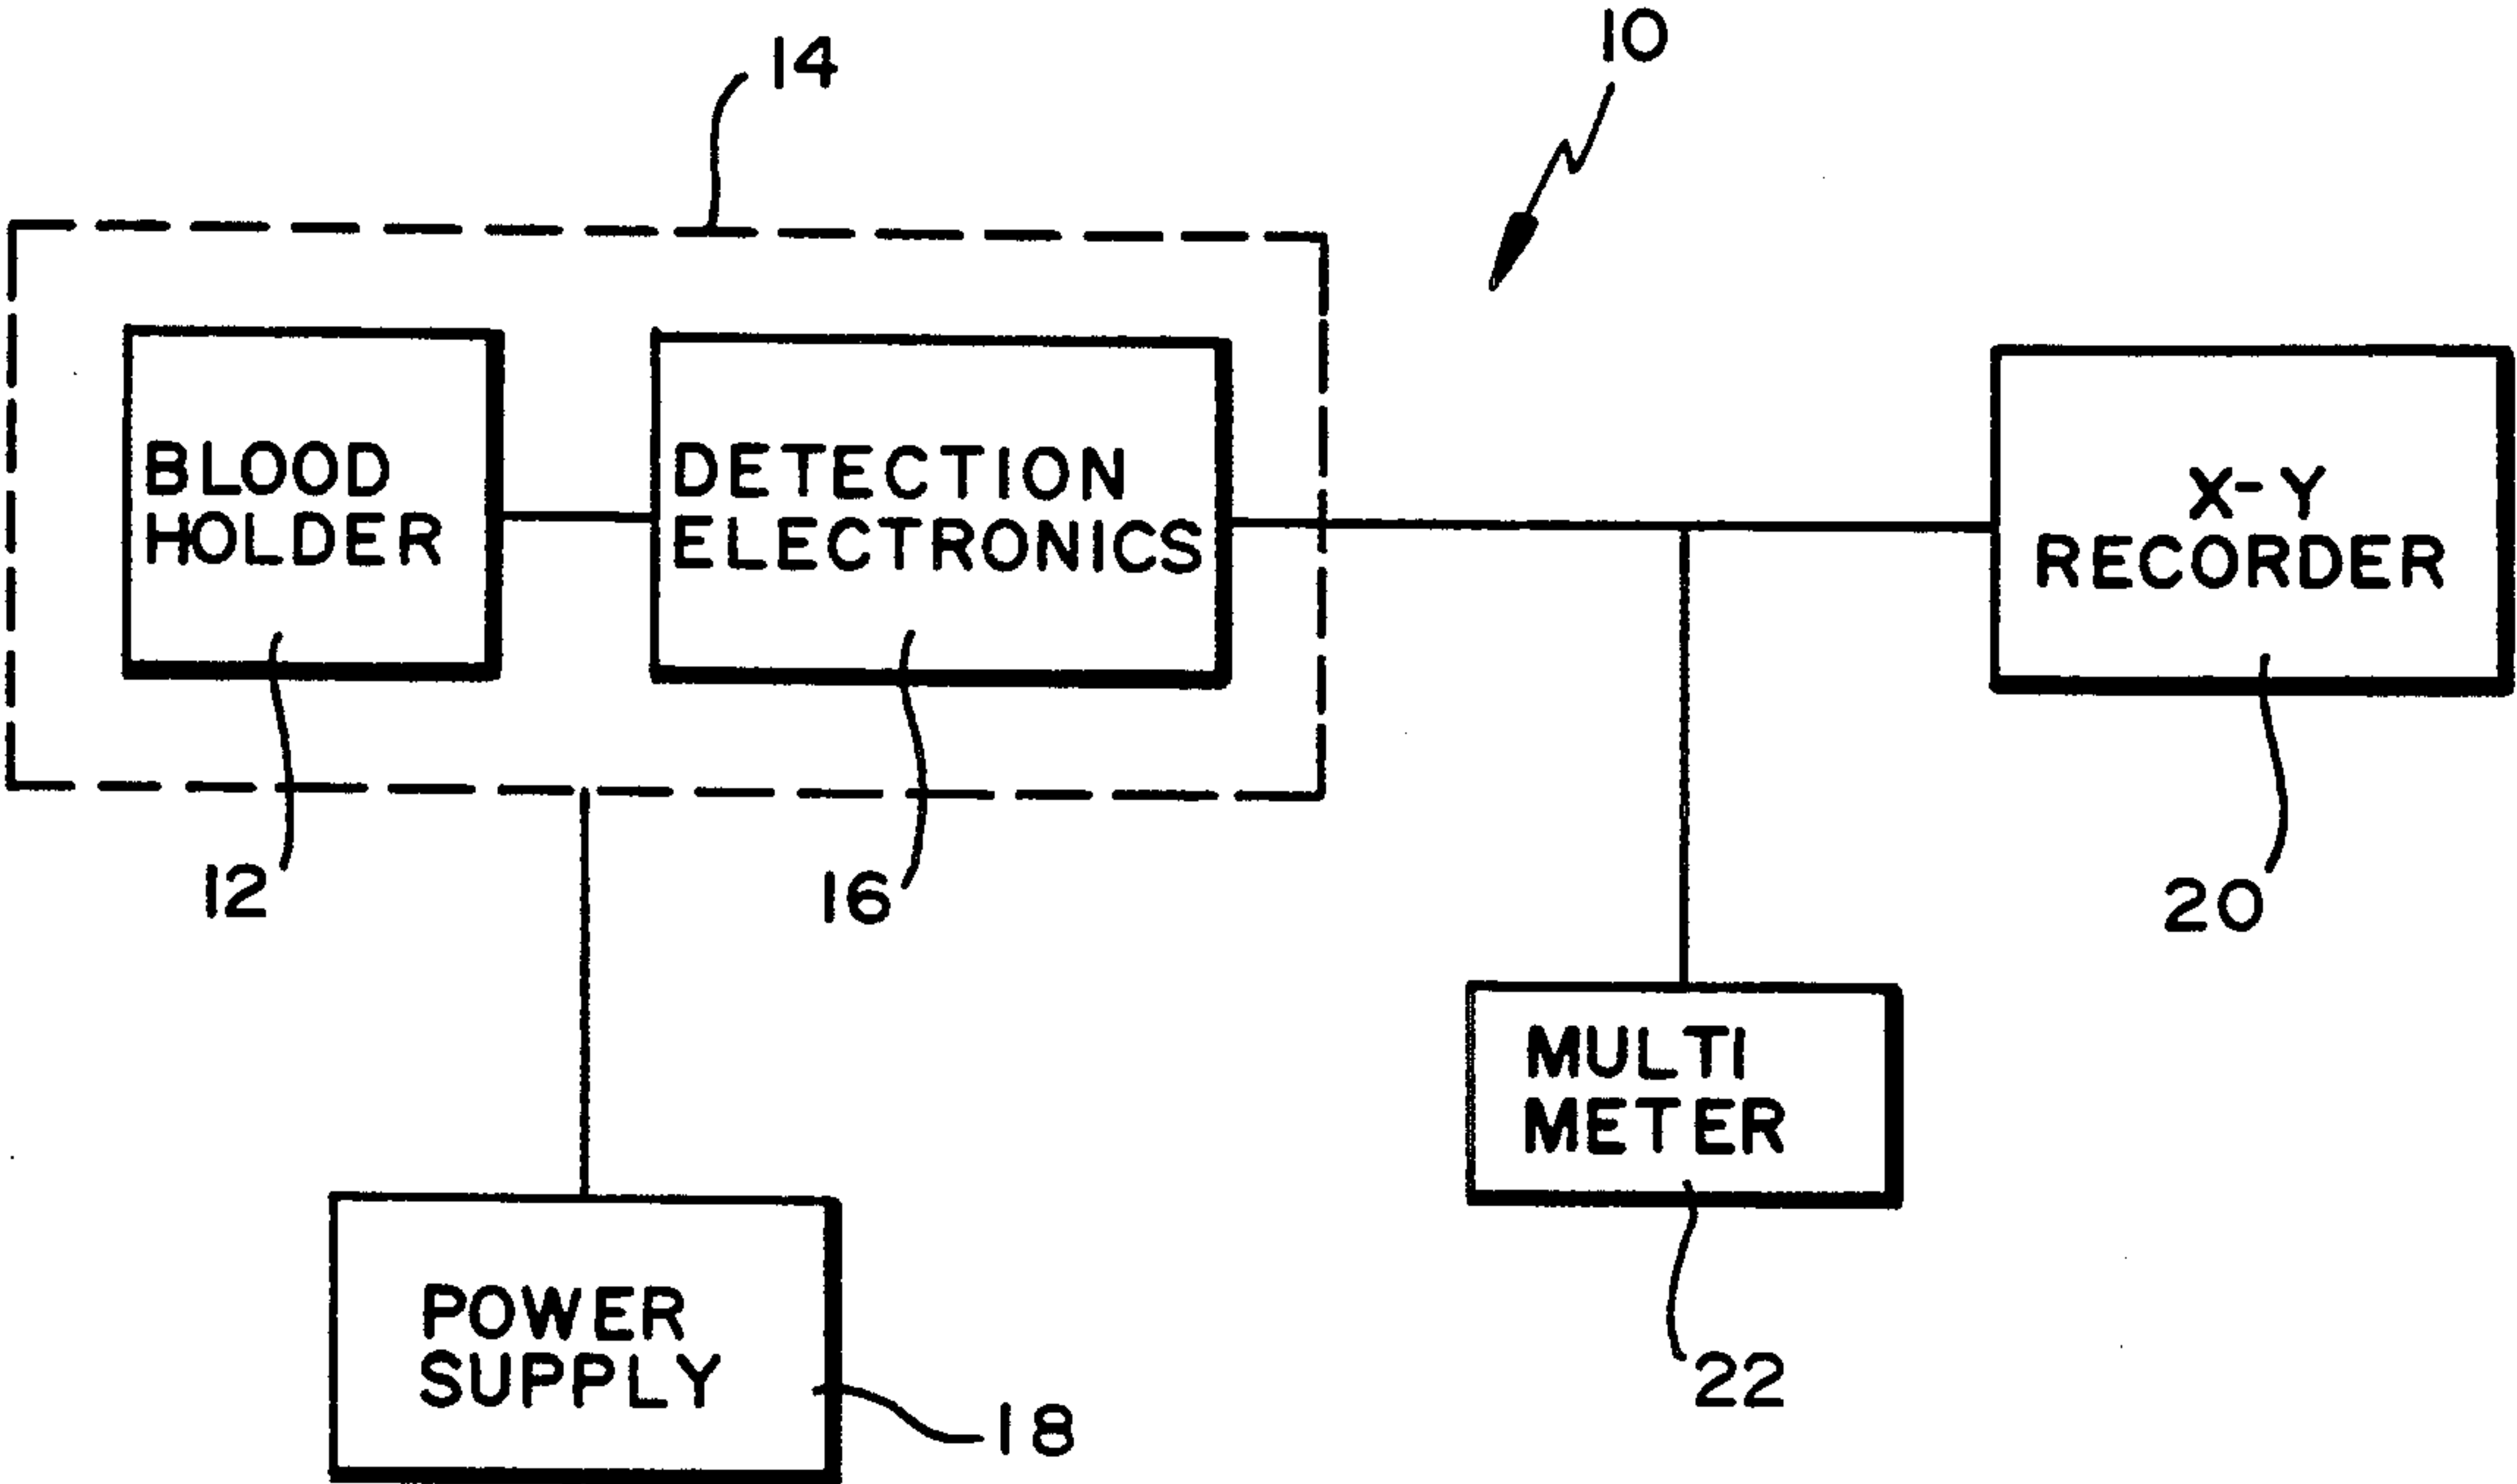 14
10
BLOOD
HOLDER
DETECTION
ELECTRONICS
X-Y
RECORDER
12
16
20
MULTI
METER
22
POWER
SUPPLY
18